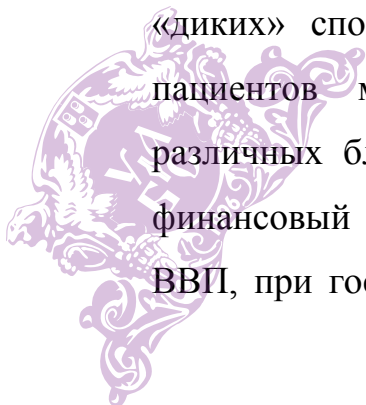 «диких» спо
пациентов м
различных бл
финансовый
ВВП, при гос